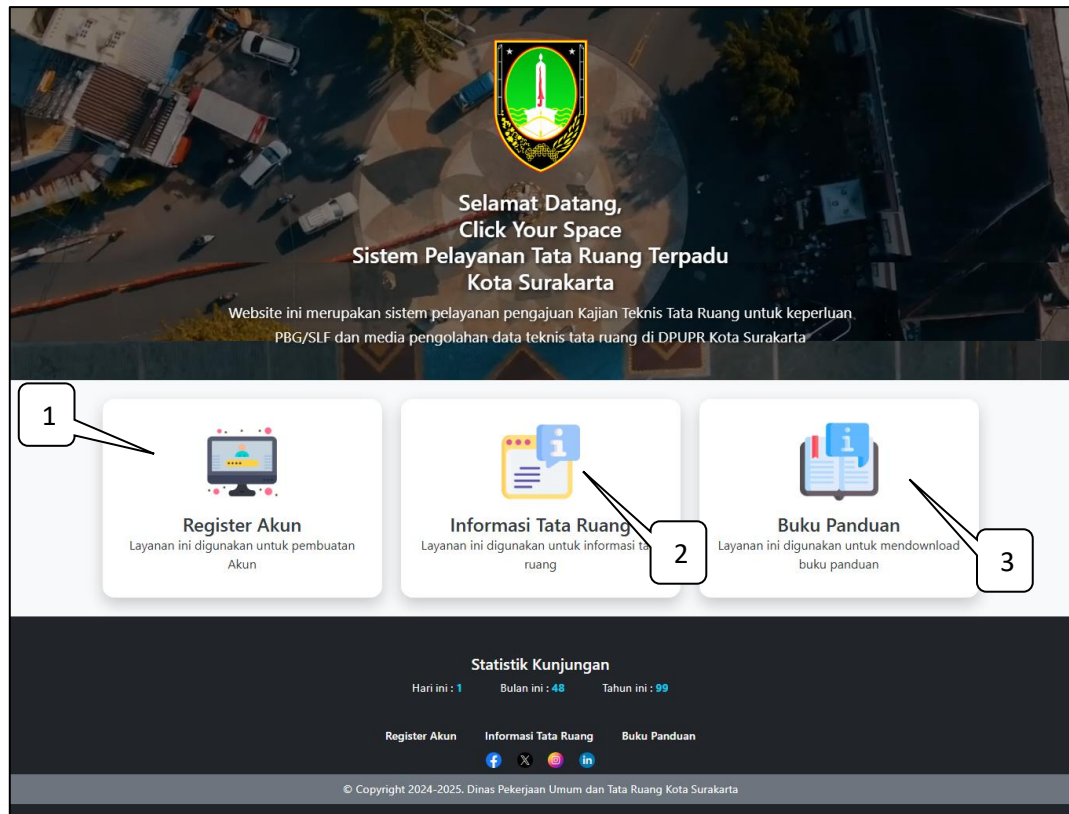 Selamat Datang,
Click Your Space
Sistem Pelayanan Tata Ruang Terpadu
Kota Surakarta
Website ini merupakan sistem pelayanan pengajuan Kajian Teknis Tata Ruang untuk keperluan
PBG/SLF dan media pengolahan data teknis tata ruang di DPUPR Kota Surakarta
1
Register Akun
Layanan ini digunakan untuk pembuatan
Akun
Informasi Tata Ruang
Layanan ini digunakan untuk informasi ta
ruang
2
Buku Panduan
Layanan ini digunakan untuk mendownload
buku panduan
3
Statistik Kunjungan
Hari ini : 1 Bulan ini : 48 Tahun ini : 99
Register Akun Informasi Tata Ruang Buku Panduan
© Copyright 2024-2025. Dinas Pekerjaan Umum dan Tata Ruang Kota Surakarta